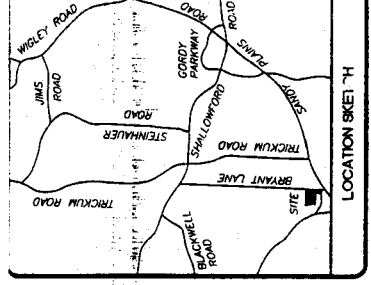 WIGLEY ROAD
ROAD
ROAD
JIMS
ROAD
GORDY
PARKWAY
PLAINS
SANDY
STEINHAUER
ROAD
SHALLOWFORD
TRICKUM ROAD
TRICKUM ROAD
BRYANT LANE
SITE
BLACKWELL
ROAD
LOCATION SKETCH